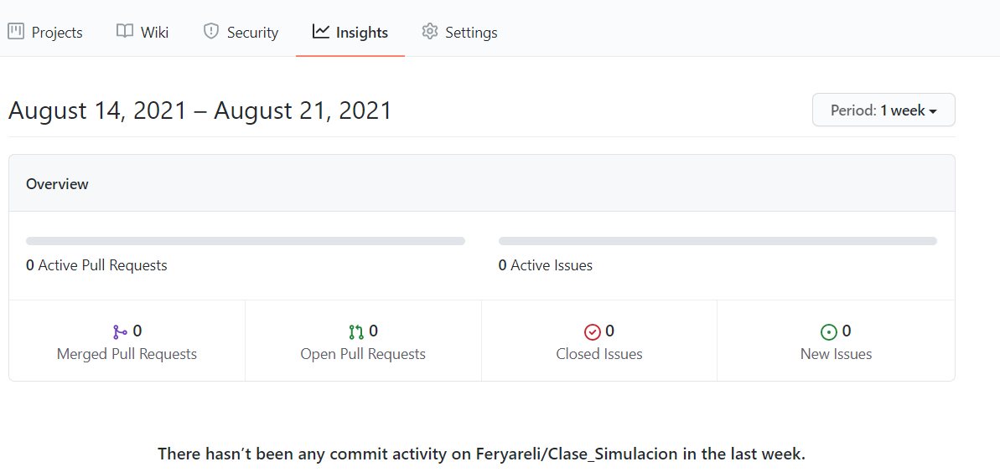 Projects Wiki Security Insights Settings
August 14, 2021 – August 21, 2021 Period: 1 week
Overview
0 Active Pull Requests 0 Active Issues
0 0 0 0
Merged Pull Requests Open Pull Requests Closed Issues New Issues
There hasn’t been any commit activity on Feryareli/Clase_Simulacion in the last week.